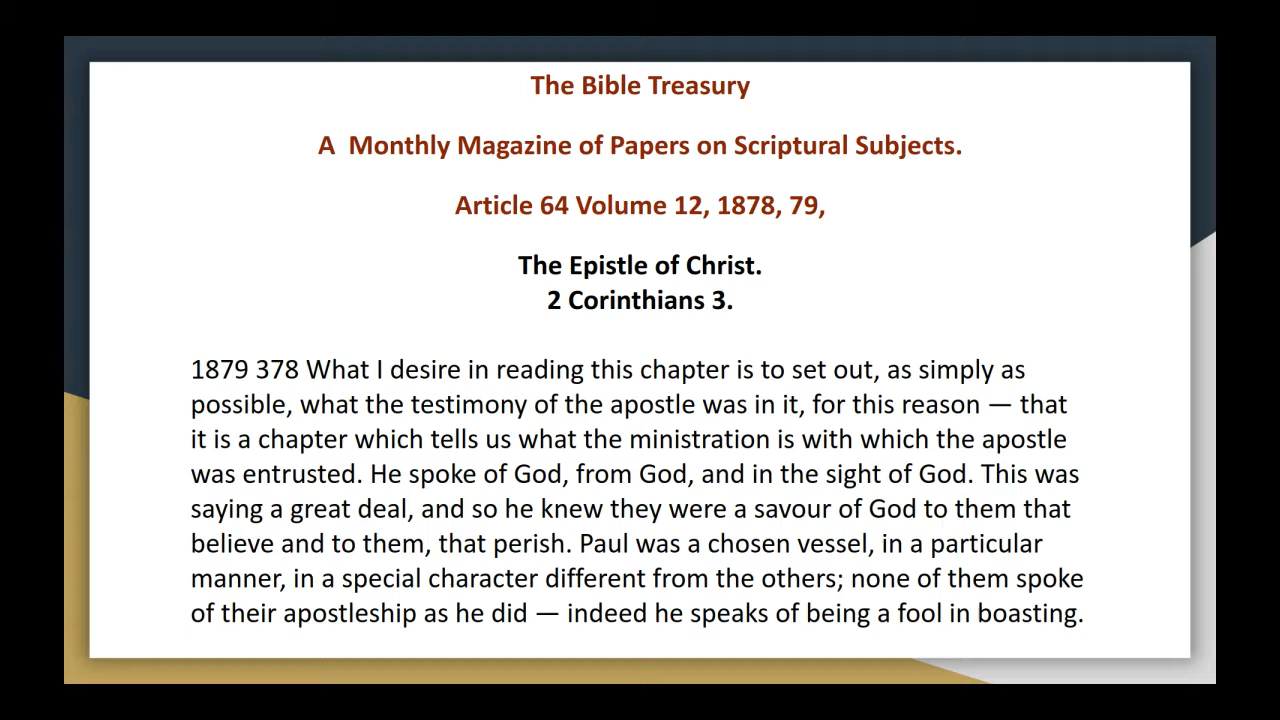 The Bible Treasury
A  Monthly Magazine of Papers on Scriptural Subjects.
Article 64 Volume 12, 1878, 79,
The Epistle of Christ.
2 Corinthians 3.
1879 378 What I desire in reading this chapter is to set out, as simply as
possible, what the testimony of the apostle was in it, for this reason — that
it is a chapter which tells us what the ministration is with which the apostle
was entrusted. He spoke of God, from God, and in the sight of God. This was
saying a great deal, and so he knew they were a savour of God to them that
believe and to them, that perish. Paul was a chosen vessel, in a particular
manner, in a special character different from the others; none of them spoke
of their apostleship as he did — indeed he speaks of being a fool in boasting.